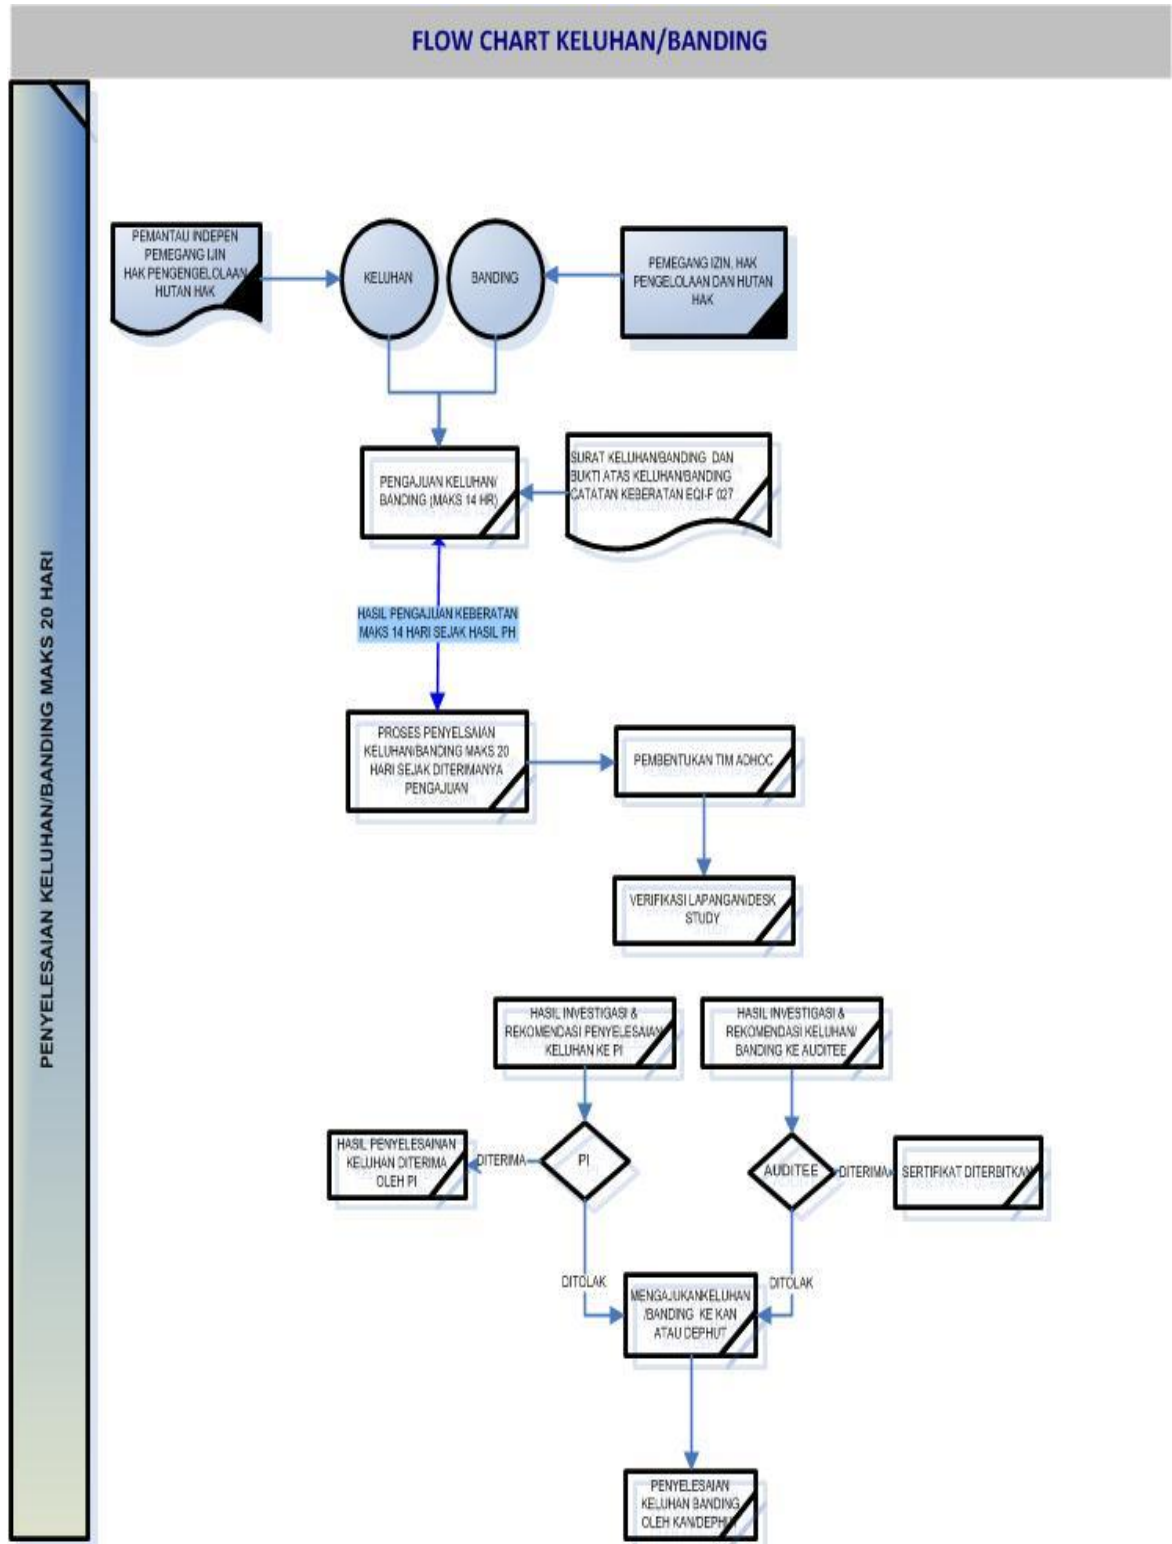 FLOW CHART KELUHAN/BANDING
PENYELESAIAN KELUHAN/BANDING MAKS 20 HARI
PEMANTAU INDEPEN
PEMEGANG IJIN
HAK PENGENGELOLAAN
HUTAN HAK
KELUHAN
BANDING
PEMEGANG IZIN, HAK
PENGELOLAAN DAN HUTAN
HAK
PENGAJUAN KELUHAN/
BANDING (MAKS 14 HR)
SURAT KELUHAN/BANDING DAN
BUKTI ATAS KELUHAN/BANDING
CATATAN KEBERATAN EQI-F 027
HASIL PENGAJUAN KEBERATAN
MAKS 14 HARI SEJAK HASIL PH
PROSES PENYELSAIAN
KELUHAN/BANDING MAKS 20
HARI SEJAK DITERIMANYA
PENGAJUAN
PEMBENTUKAN TIM ADHOC
VERIFIKASI LAPANGAN/DESK
STUDY
HASIL INVESTIGASI &
REKOMENDASI PENYELESAIAN
KELUHAN KE PI
HASIL INVESTIGASI &
REKOMENDASI KELUHAN/
BANDING KE AUDITEE
HASIL PENYELESAINAN
KELUHAN DITERIMA
OLEH PI
DITERIMA
PI
AUDITEE
DITERIMA
SERTIFIKAT DITERBITKAN
DITOLAK
DITOLAK
MENGAJUKANKELUHAN
/BANDING KE KAN
ATAU DEPHUT
PENYELESAIAN
KELUHAN BANDING
OLEH KAN/DEPHUT